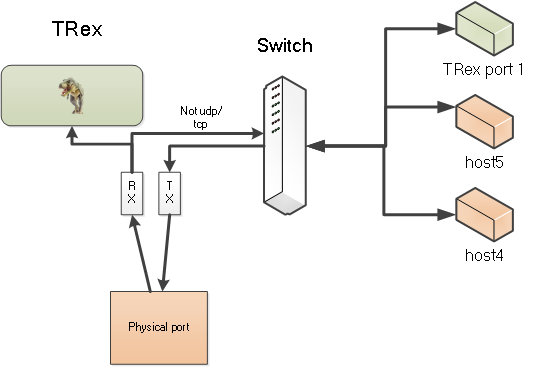 TRex
Switch
TRex port 1
Not udp/
tcp
host5
R
X
T
X
host4
Physical port